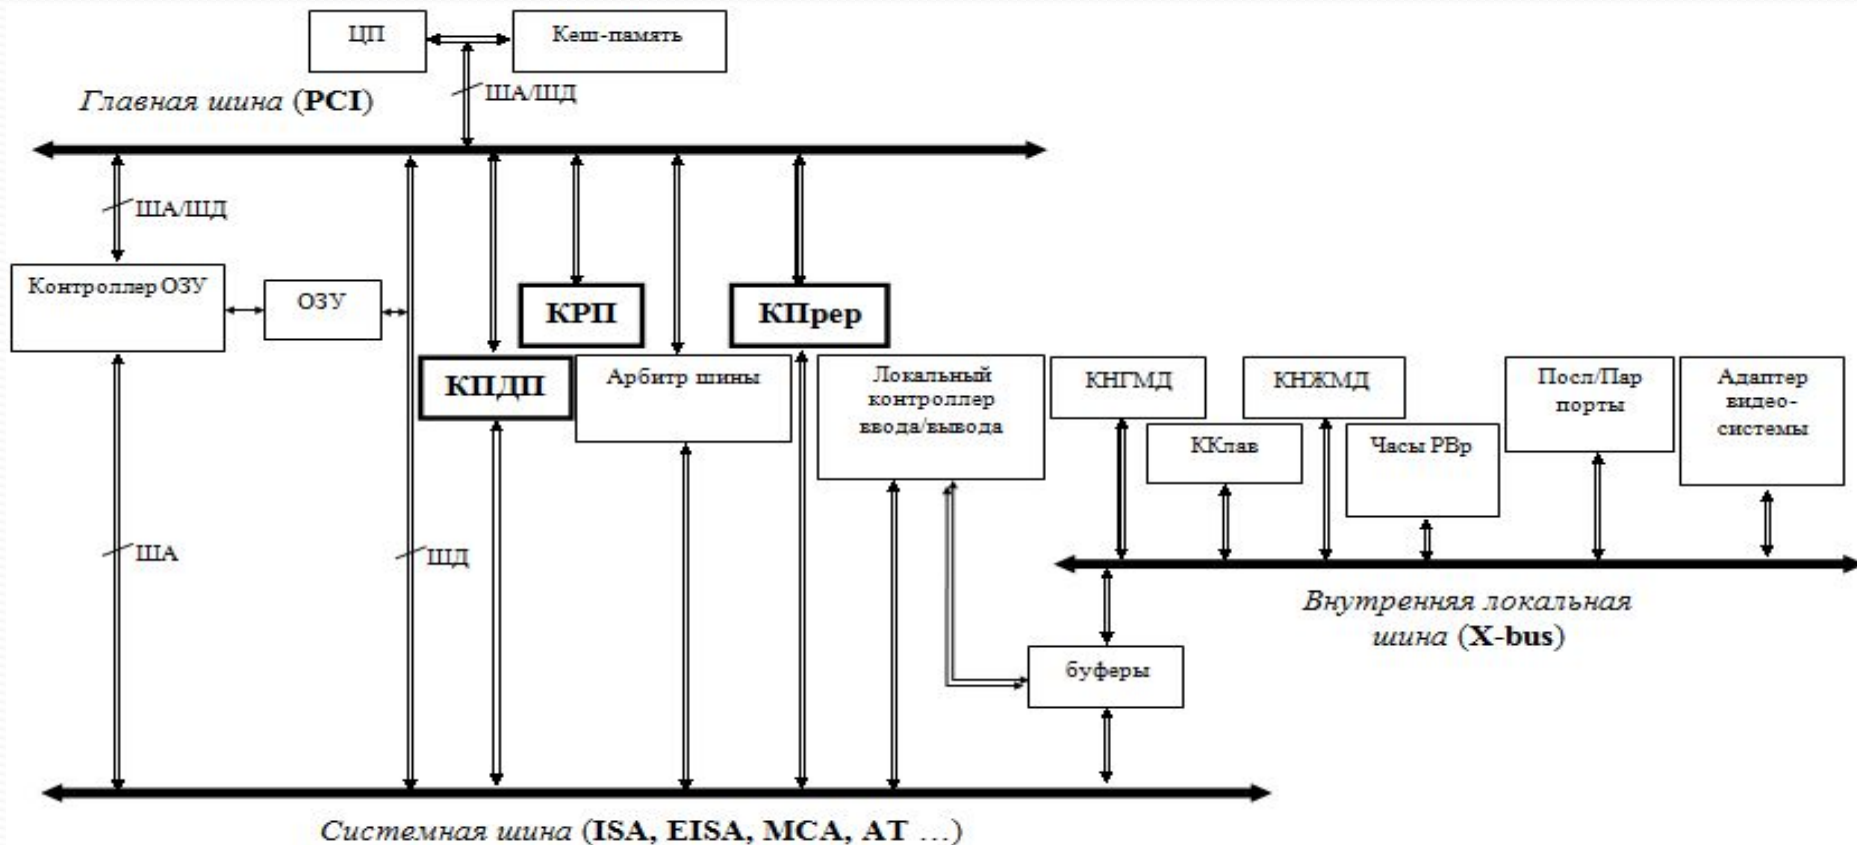 ЦП
Кеш-память
Главная шина (PCI)
ША/ШД
ША/ШД
Контроллер ОЗУ
ОЗУ
КРП
КПрер
КПДП
Арбитр шины
Локальный
контроллер
ввода/вывода
КНГМД
ККлав
КНЖМД
Часы РВр
Посл/Пар
порты
Адаптер
видео-
системы
ША
ШД
Внутренняя локальная
шина (X-bus)
буферы
Системная шина (ISA, EISA, MCA, AT ...)